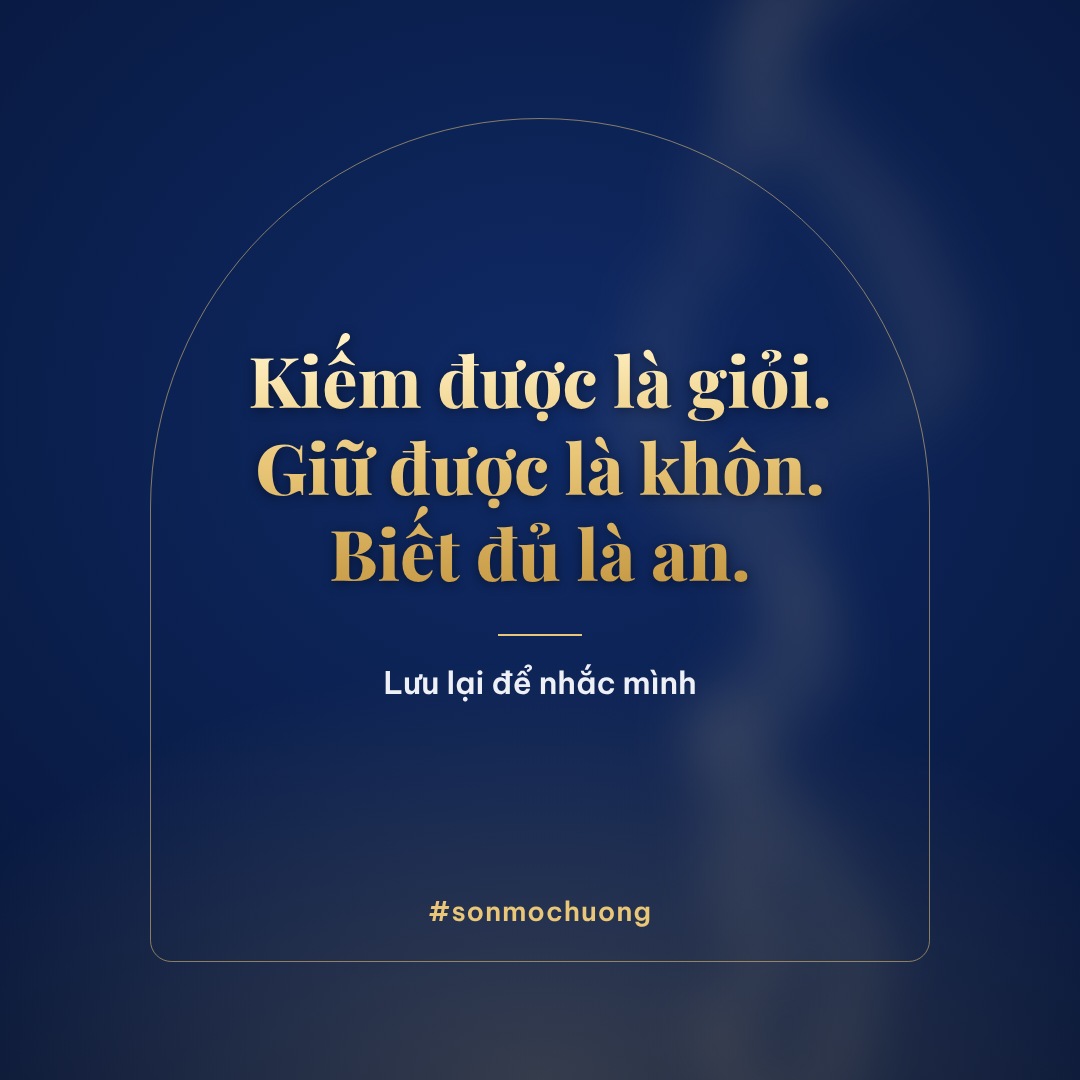 Kiếm được là giỏi.
Giữ được là khôn.
Biết đủ là an.
Lưu lại để nhắc mình
#sonmochuong